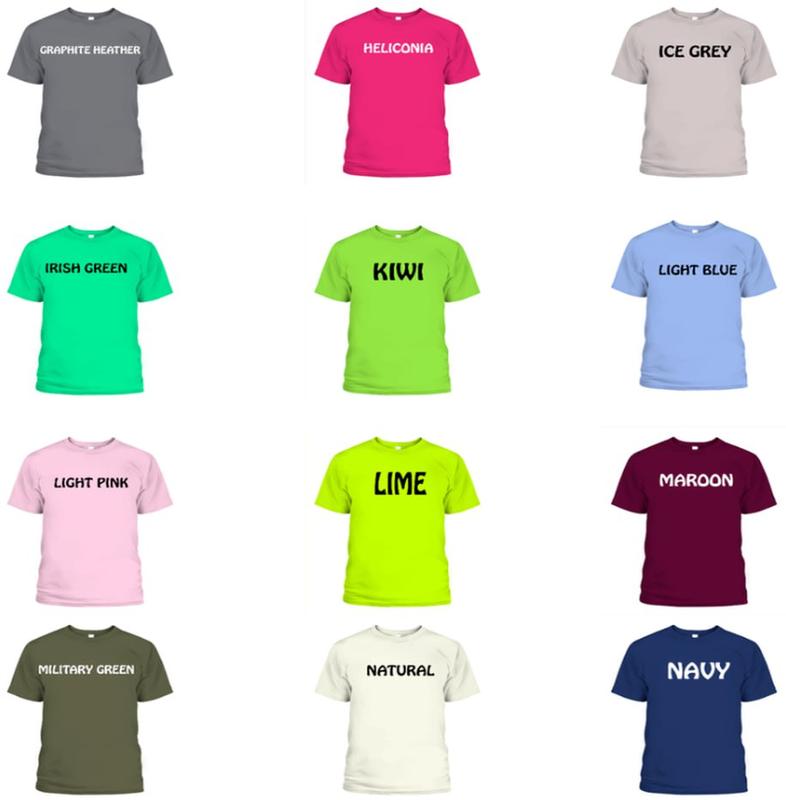 GRAPHITE HEATHER
HELICONIA
ICE GREY
IRISH GREEN
KIWI
LIGHT BLUE
LIGHT PINK
LIME
MAROON
MILITARY GREEN
NATURAL
NAVY